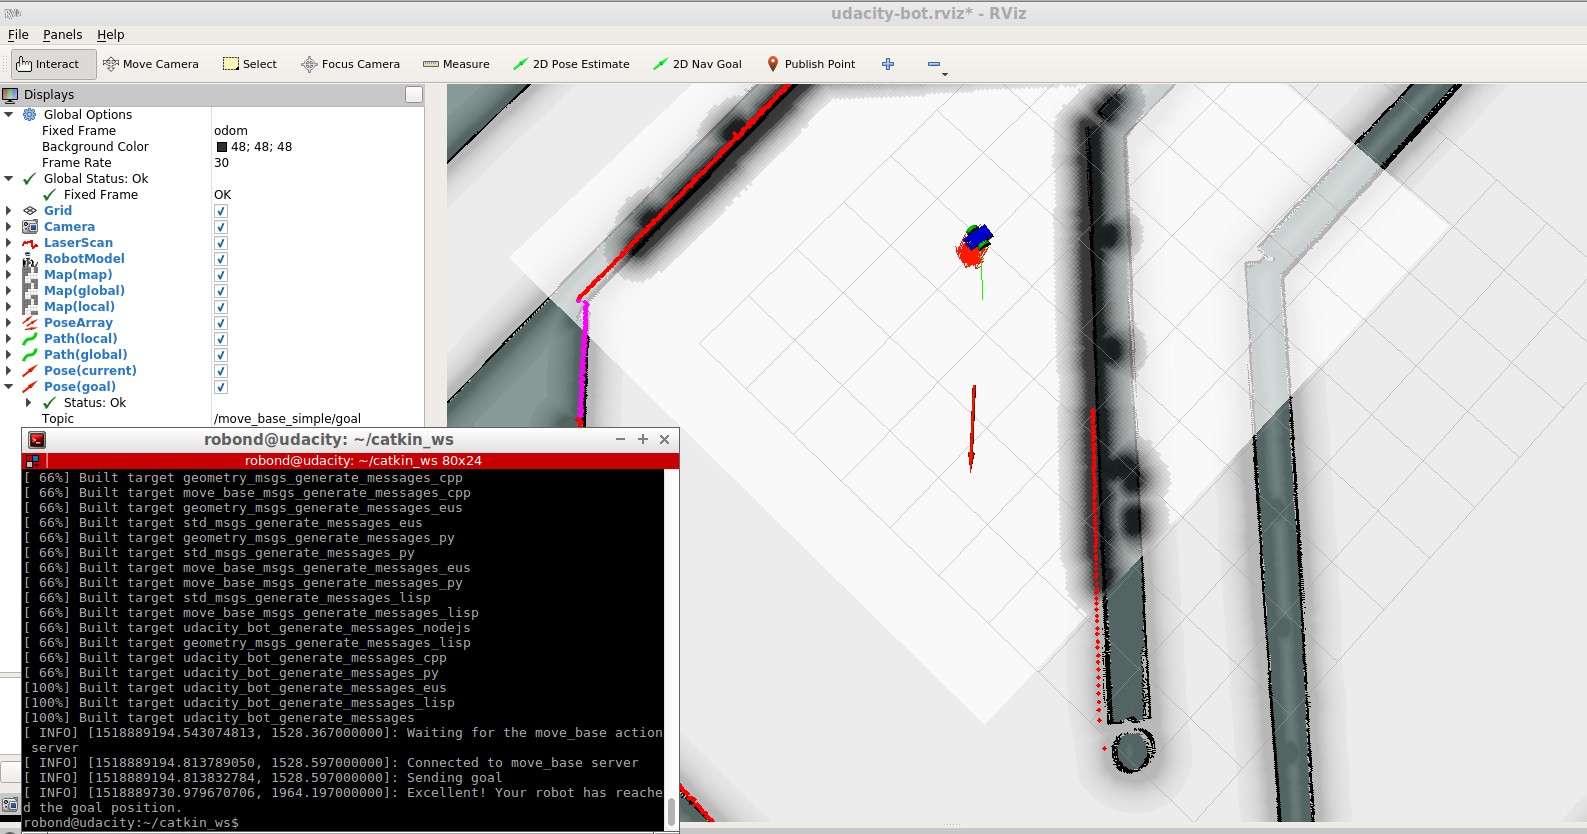 udacity-bot.rviz* - RViz
File Panels Help
Interact Move Camera Select Focus Camera Measure 2D Pose Estimate 2D Nav Goal Publish Point
Displays
Global Options
Fixed Frame odom
Background Color 48; 48; 48
Frame Rate 30
Global Status: Ok
Fixed Frame OK
Grid
Camera
LaserScan
RobotModel
Map(map)
Map(global)
Map(local)
PoseArray
Path(local)
Path(global)
Pose(current)
Pose(goal)
Status: Ok
Topic /move_base_simple/goal
robond@udacity: ~/catkin_ws
robond@udacity: ~/catkin_ws 80x24
[ 66%] Built target geometry_msgs_generate_messages_cpp
[ 66%] Built target move_base_msgs_generate_messages_cpp
[ 66%] Built target geometry_msgs_generate_messages_eus
[ 66%] Built target std_msgs_generate_messages_eus
[ 66%] Built target geometry_msgs_generate_messages_py
[ 66%] Built target std_msgs_generate_messages_py
[ 66%] Built target move_base_msgs_generate_messages_eus
[ 66%] Built target move_base_msgs_generate_messages_py
[ 66%] Built target std_msgs_generate_messages_lisp
[ 66%] Built target move_base_msgs_generate_messages_lisp
[ 66%] Built target udacity_bot_generate_messages_nodejs
[ 66%] Built target geometry_msgs_generate_messages_lisp
[ 66%] Built target udacity_bot_generate_messages_cpp
[ 66%] Built target udacity_bot_generate_messages_py
[100%] Built target udacity_bot_generate_messages_eus
[100%] Built target udacity_bot_generate_messages_lisp
[100%] Built target udacity_bot_generate_messages
[ INFO] [1518889194.543074813, 1528.367000000]: Waiting for the move_base action
server
[ INFO] [1518889194.813789050, 1528.597000000]: Connected to move_base server
[ INFO] [1518889194.813832784, 1528.597000000]: Sending goal
[ INFO] [1518889730.979670706, 1964.197000000]: Excellent! Your robot has reache
d the goal position.
robond@udacity:~/catkin_ws$